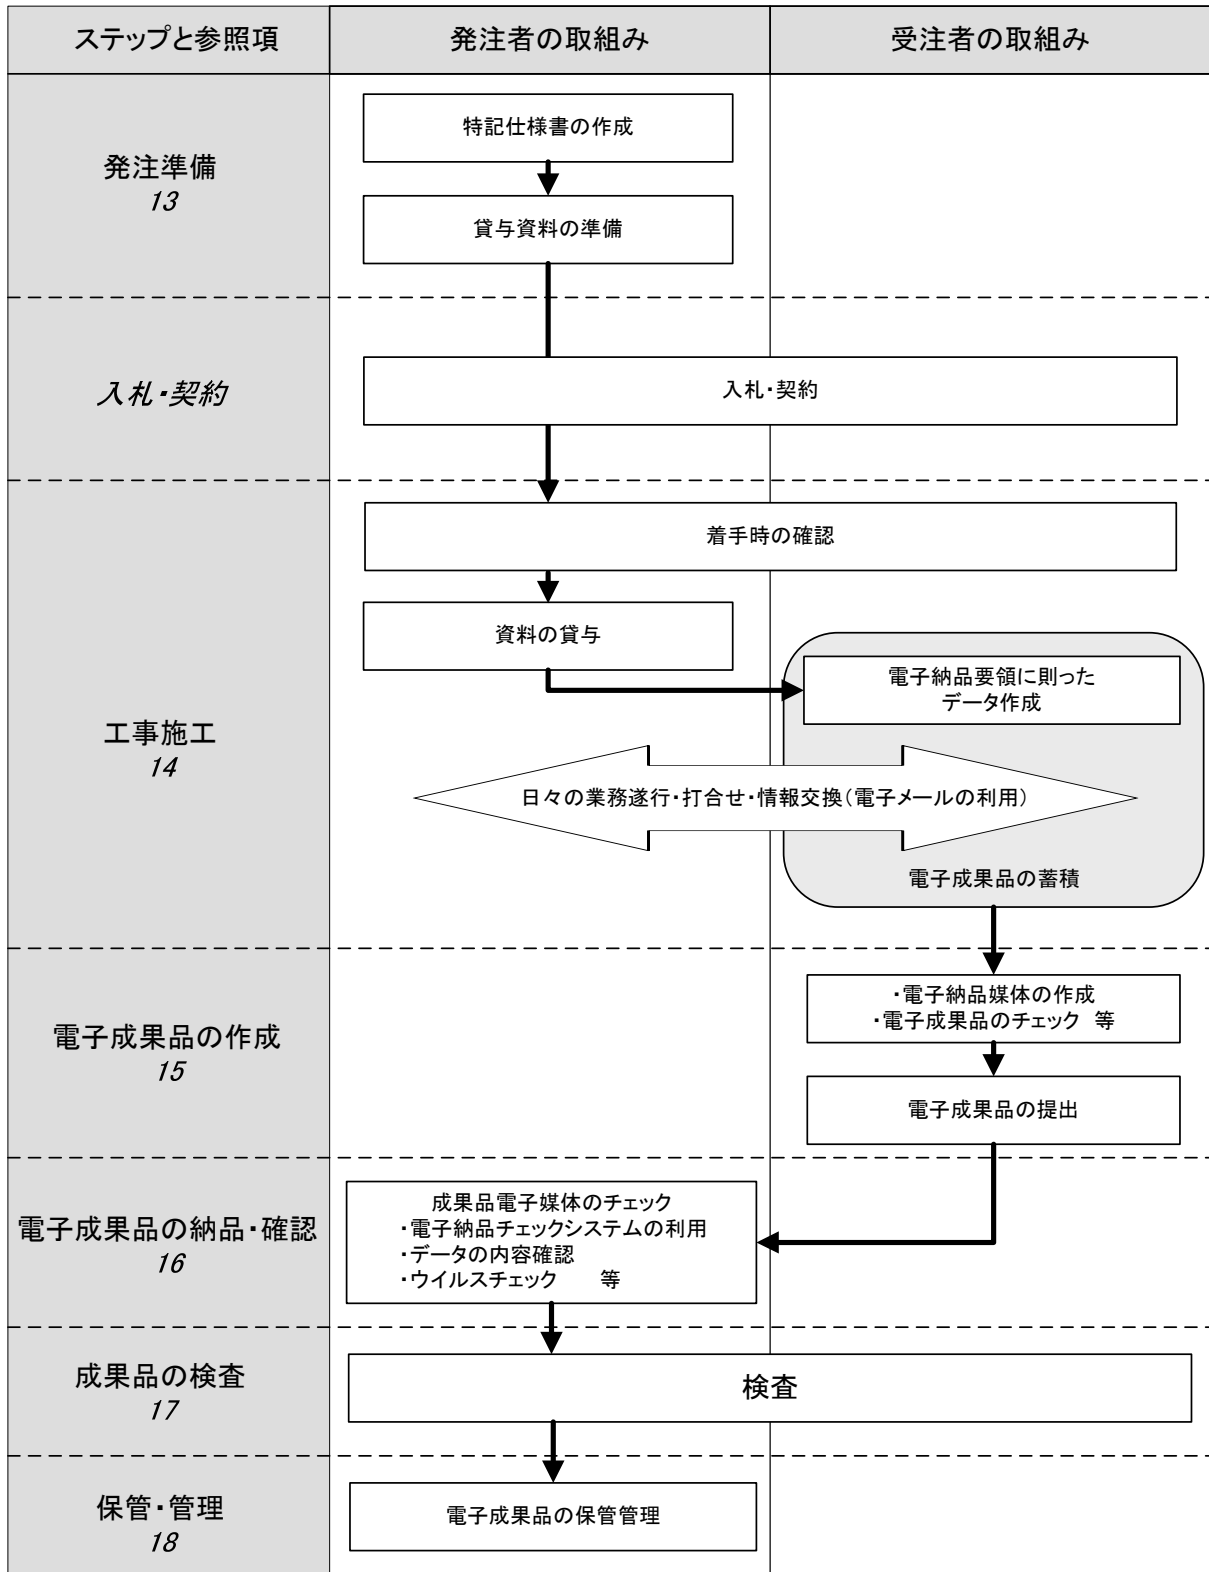 ステップと参照項
発注者の取組み
受注者の取組み
発注準備
13
特記仕様書の作成
貸与資料の準備
入札・契約
入札・契約
工事施工
14
着手時の確認
資料の貸与
電子納品要領に則った
データ作成
日々の業務遂行・打合せ・情報交換(電子メールの利用)
電子成果品の蓄積
電子成果品の作成
15
・電子納品媒体の作成
・電子成果品のチェック 等
電子成果品の提出
電子成果品の納品・確認
16
成果品電子媒体のチェック
・電子納品チェックシステムの利用
・データの内容確認
・ウイルスチェック 等
成果品の検査
17
検査
保管・管理
18
電子成果品の保管管理